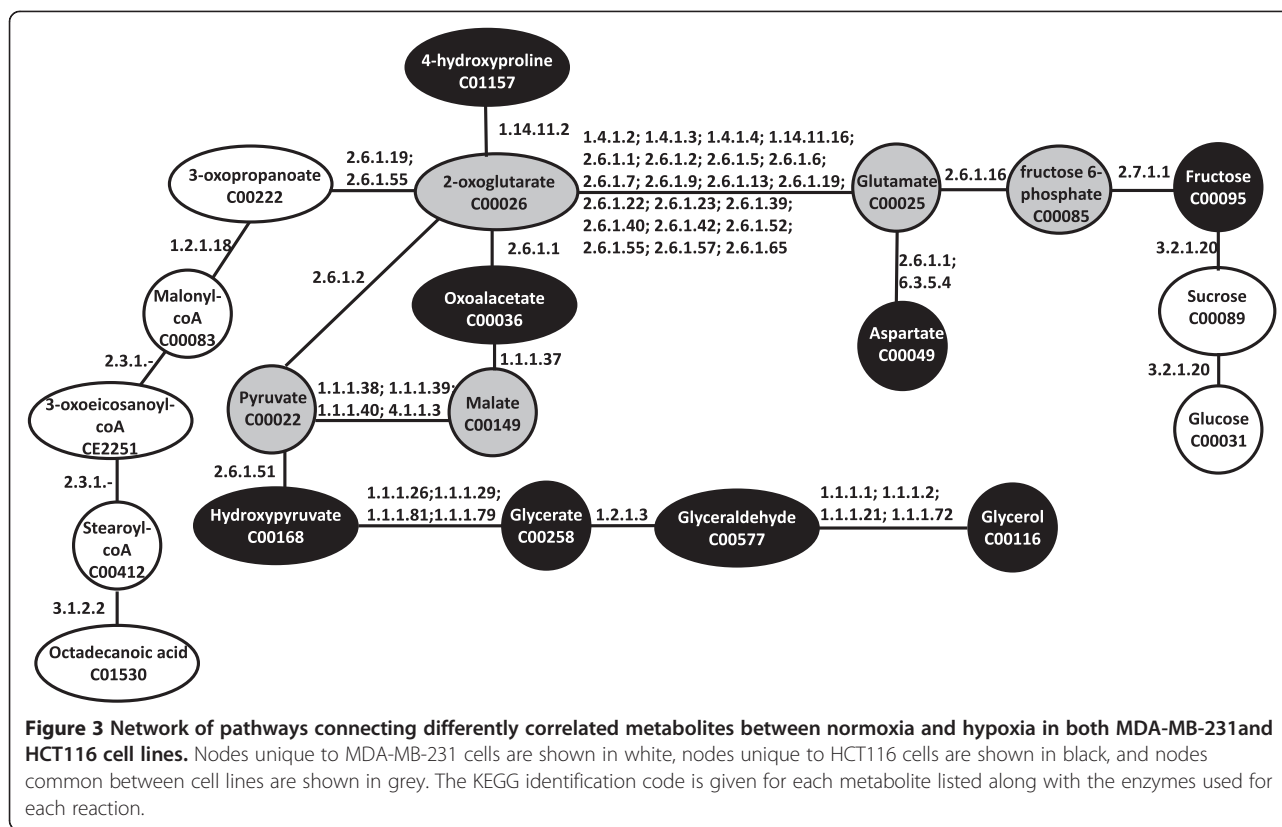 4-hydroxyproline
C01157
1.14.11.2
3-oxopropanoate
C00222
2.6.1.19;
2.6.1.55
2-oxoglutarate
C00026
1.4.1.2; 1.4.1.3; 1.4.1.4; 1.14.11.16;
2.6.1.1; 2.6.1.2; 2.6.1.5; 2.6.1.6;
2.6.1.7; 2.6.1.9; 2.6.1.13; 2.6.1.19;
2.6.1.22; 2.6.1.23; 2.6.1.39;
2.6.1.40; 2.6.1.42; 2.6.1.52;
2.6.1.55; 2.6.1.57; 2.6.1.65
Glutamate
C00025
2.6.1.16
fructose 6-
phosphate
C00085
2.7.1.1
Fructose
C00095
1.2.1.18
2.6.1.2
2.6.1.1
2.6.1.1;
6.3.5.4
3.2.1.20
Malonyl-
coA
C00083
Oxoalacetate
C00036
Aspartate
C00049
Sucrose
C00089
2.3.1.-
1.1.1.37
3.2.1.20
3-oxoeicosanoyl-
coA
CE2251
Pyruvate
C00022
1.1.1.38; 1.1.1.39;
1.1.1.40; 4.1.1.3
Malate
C00149
Glucose
C00031
2.3.1.-
2.6.1.51
Stearoyl-
coA
C00412
Hydroxypyruvate
C00168
1.1.1.26;1.1.1.29;
1.1.1.81;1.1.1.79
Glycerate
C00258
1.2.1.3
Glyceraldehyde
C00577
1.1.1.1; 1.1.1.2;
1.1.1.21; 1.1.1.72
Glycerol
C00116
3.1.2.2
Octadecanoic acid
C01530
Figure 3 Network of pathways connecting differently correlated metabolites between normoxia and hypoxia in both MDA-MB-231and
HCT116 cell lines. Nodes unique to MDA-MB-231 cells are shown in white, nodes unique to HCT116 cells are shown in black, and nodes
common between cell lines are shown in grey. The KEGG identification code is given for each metabolite listed along with the enzymes used for
each reaction.